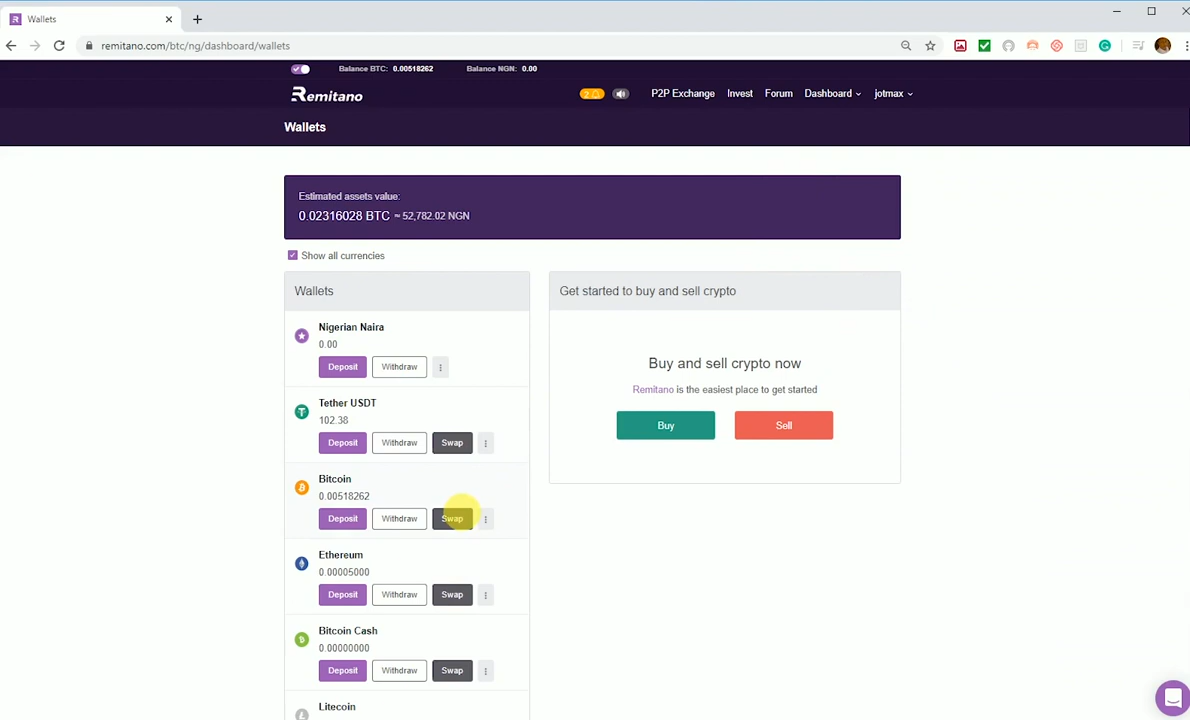 Wallets
remitano.com/btc/ng/dashboard/wallets
Balance BTC: 0.00518262 Balance NGN: 0.00
Remitano
2
P2P Exchange Invest Forum Dashboard jotmax
Wallets
Estimated assets value:
0.02316028 BTC ~ 52,782.02 NGN
Show all currencies
Wallets
Nigerian Naira
0.00
Deposit Withdraw
Tether USDT
102.38
Deposit Withdraw Swap
Bitcoin
0.00518262
Deposit Withdraw Swap
Ethereum
0.00005000
Deposit Withdraw Swap
Bitcoin Cash
0.00000000
Deposit Withdraw Swap
Litecoin
Get started to buy and sell crypto
Buy and sell crypto now
Remitano is the easiest place to get started
Buy Sell